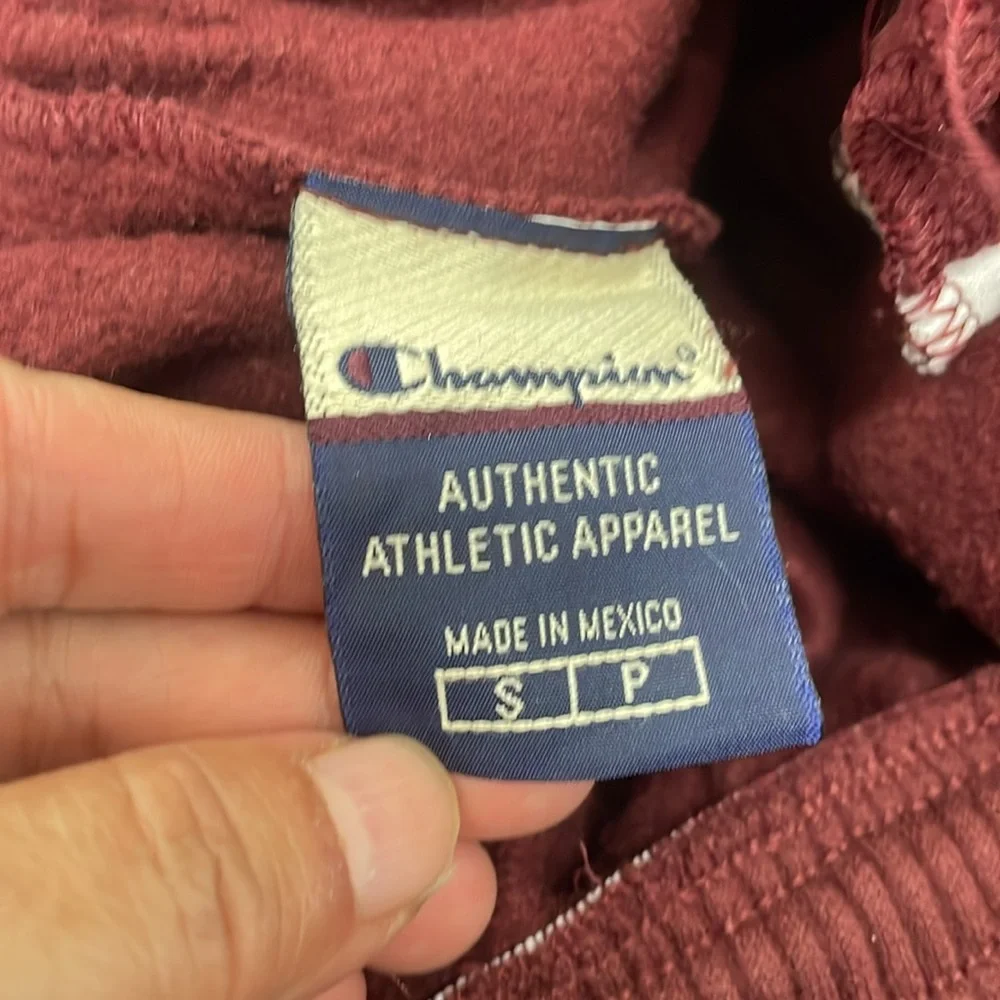 Champion®
AUTHENTIC
ATHLETIC APPAREL
MADE IN MEXICO
S P